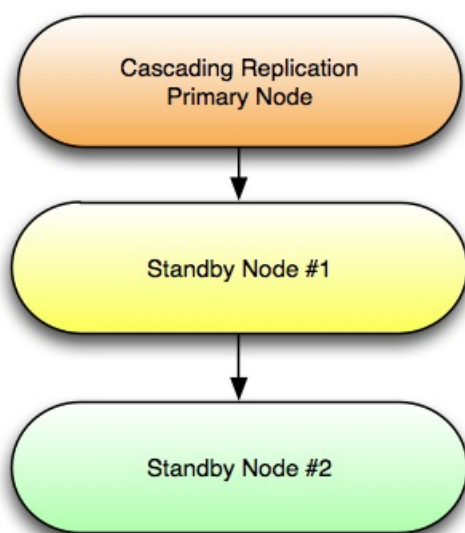 Cascading Replication
Primary Node
Standby Node #1
Standby Node #2